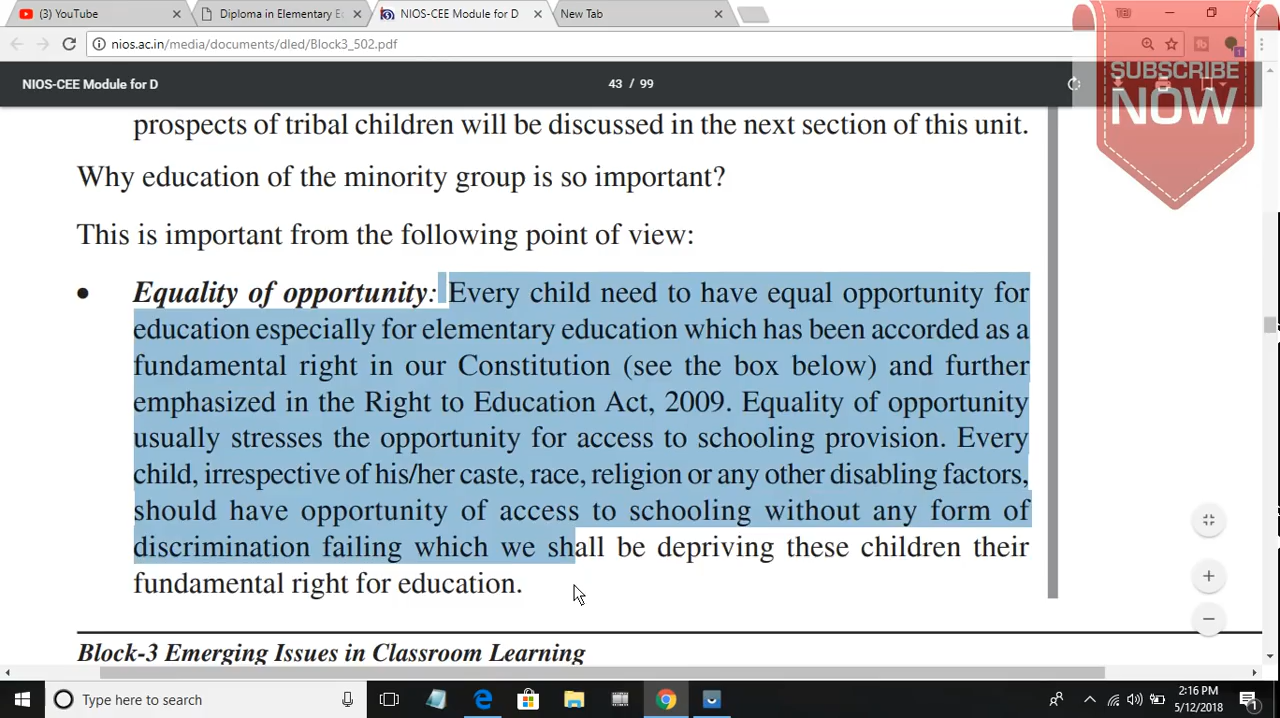 (3) YouTube
Diploma in Elementary Ec
NIOS-CEE Module for D
New Tab
nios.ac.in/media/documents/dled/Block3_502.pdf
NIOS-CEE Module for D
43 / 99
SUBSCRIBE
NOW
prospects of tribal children will be discussed in the next section of this unit.
Why education of the minority group is so important?
This is important from the following point of view:
• Equality of opportunity: Every child need to have equal opportunity for
education especially for elementary education which has been accorded as a
fundamental right in our Constitution (see the box below) and further
emphasized in the Right to Education Act, 2009. Equality of opportunity
usually stresses the opportunity for access to schooling provision. Every
child, irrespective of his/her caste, race, religion or any other disabling factors,
should have opportunity of access to schooling without any form of
discrimination failing which we shall be depriving these children their
fundamental right for education.
Block-3 Emerging Issues in Classroom Learning
Type here to search
2:16 PM
5/12/2018
1